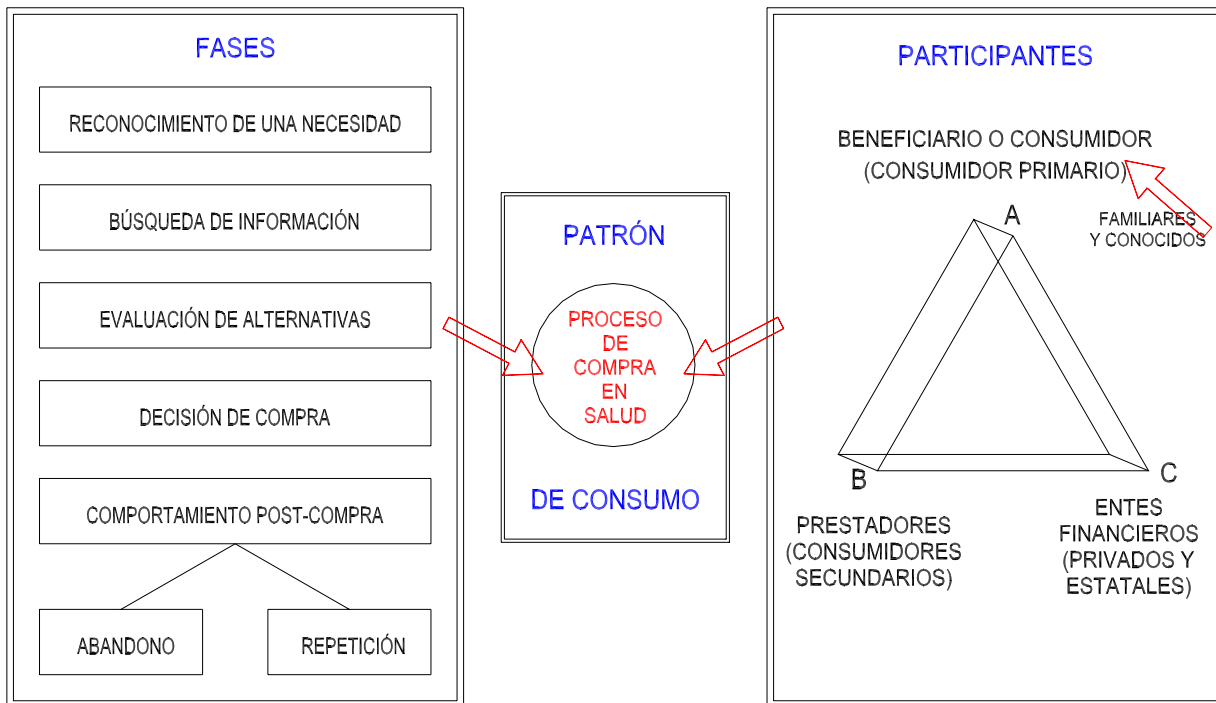 FASES
RECONOCIMIENTO DE UNA NECESIDAD
BÚSQUEDA DE INFORMACIÓN
EVALUACIÓN DE ALTERNATIVAS
DECISIÓN DE COMPRA
COMPORTAMIENTO POST-COMPRA
ABANDONO
REPETICIÓN
PATRÓN
PROCESO
DE
COMPRA
EN
SALUD
DE CONSUMO
PARTICIPANTES
BENEFICIARIO O CONSUMIDOR
(CONSUMIDOR PRIMARIO)
FAMILIARES
Y CONOCIDOS
A
B
C
PRESTADORES
(CONSUMIDORES
SECUNDARIOS)
ENTES
FINANCIEROS
(PRIVADOS Y
ESTATALES)